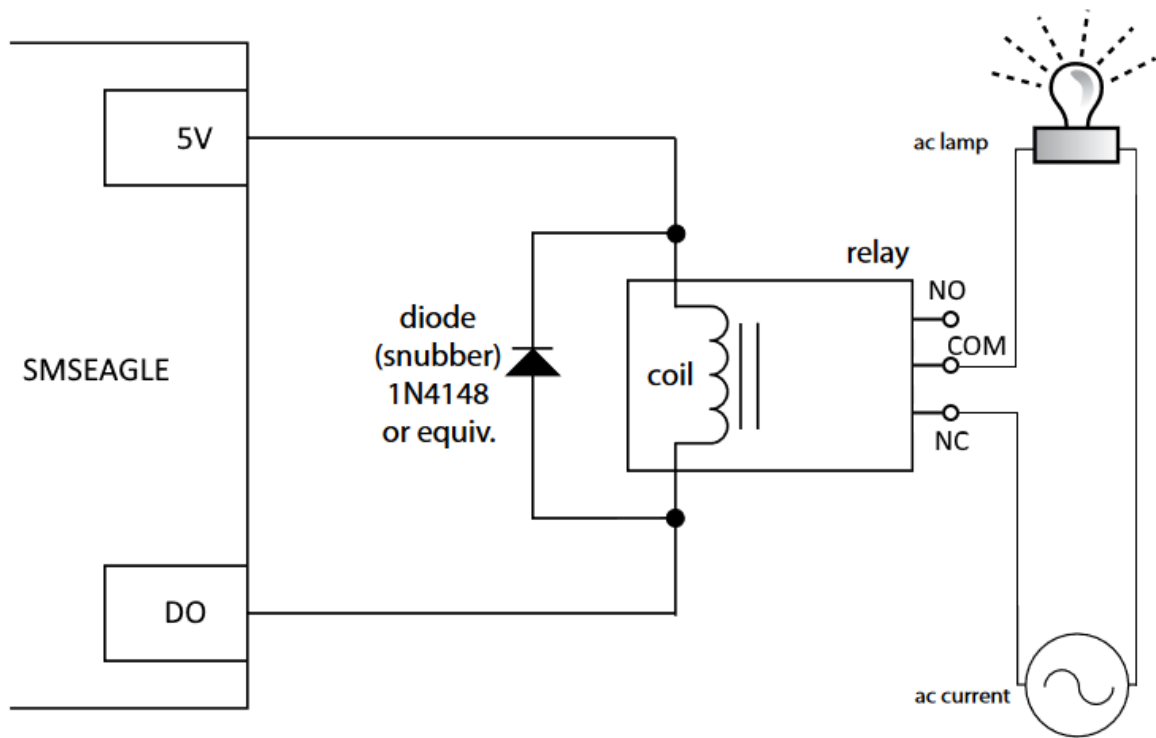 5V
SMSEAGLE
DO
diode
(snubber)
1N4148
or equiv.
coil
relay
NO
COM
NC
ac lamp
ac current